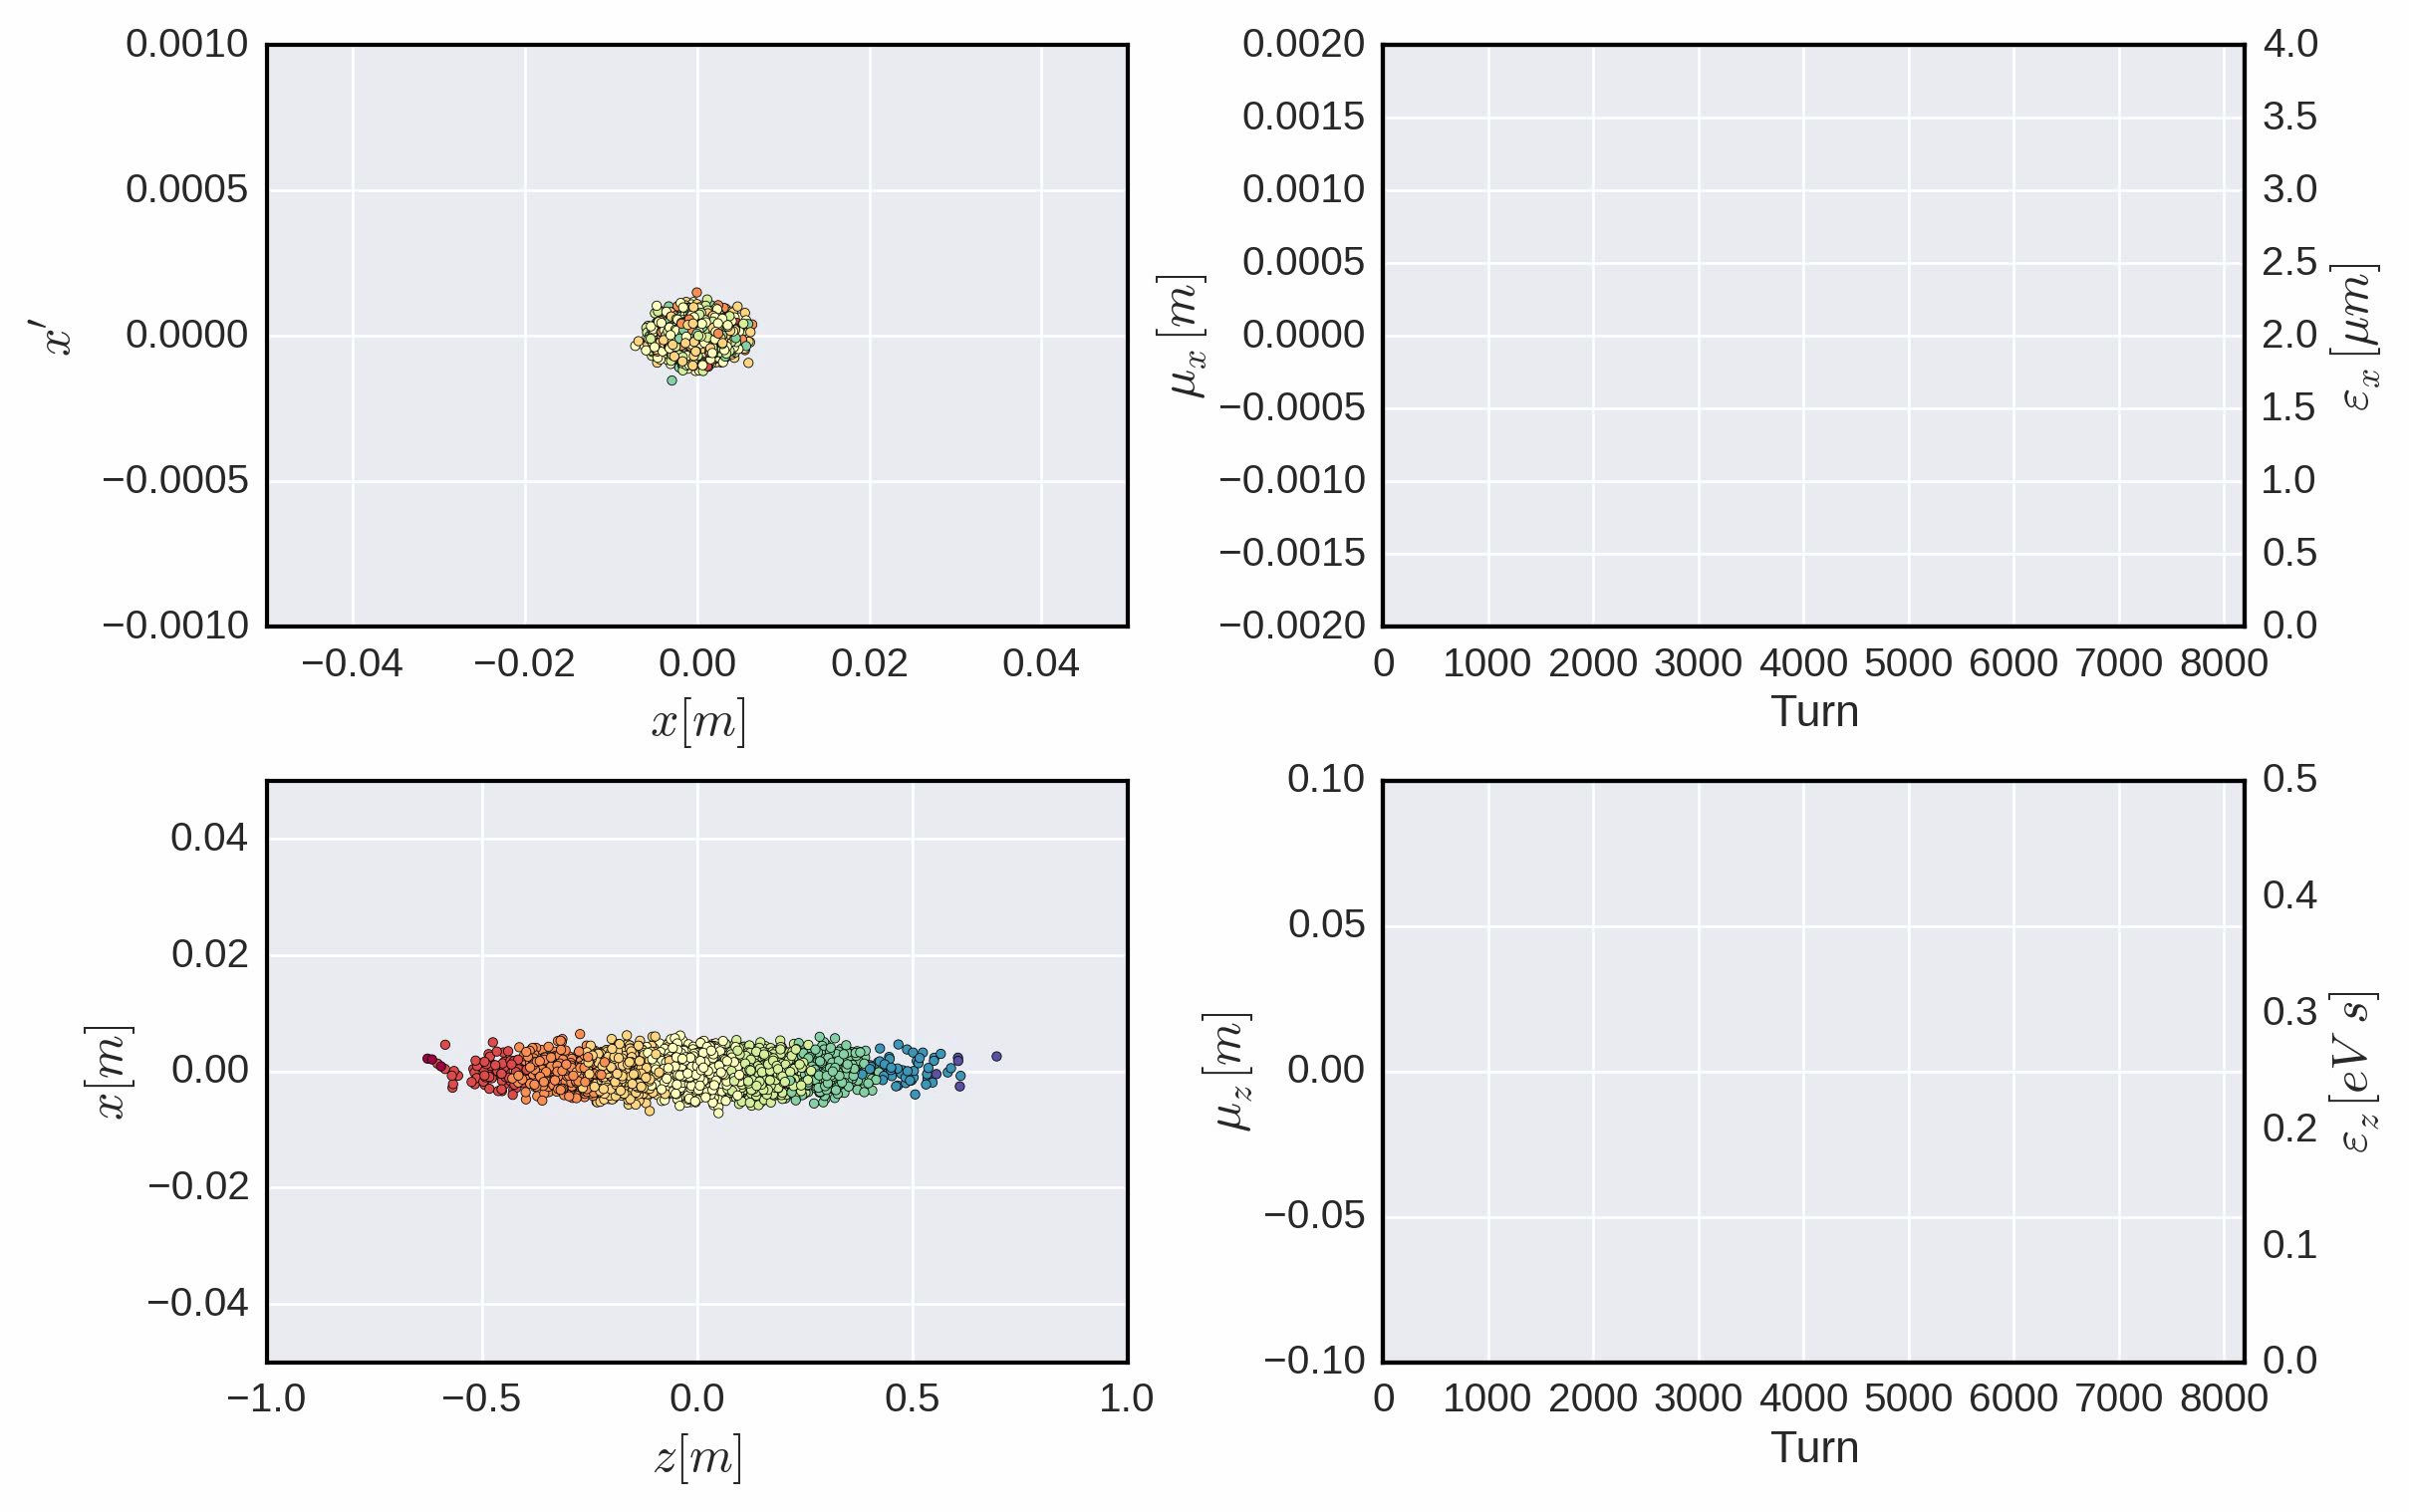 0.0010
0.0005
0.0000
−0.0005
−0.0010
x′
−0.04 −0.02 0.00 0.02 0.04
x[m]
0.0020
0.0015
0.0010
0.0005
0.0000
−0.0005
−0.0010
−0.0015
−0.0020
μx [m]
4.0
3.5
3.0
2.5
2.0
1.5
1.0
0.5
0.0
εx [μm]
0 1000 2000 3000 4000 5000 6000 7000 8000
Turn
0.04
0.02
0.00
−0.02
−0.04
x[m]
−1.0 −0.5 0.0 0.5 1.0
z[m]
0.10
0.05
0.00
−0.05
−0.10
μz [m]
0.5
0.4
0.3
0.2
0.1
0.0
εz [eV s]
0 1000 2000 3000 4000 5000 6000 7000 8000
Turn